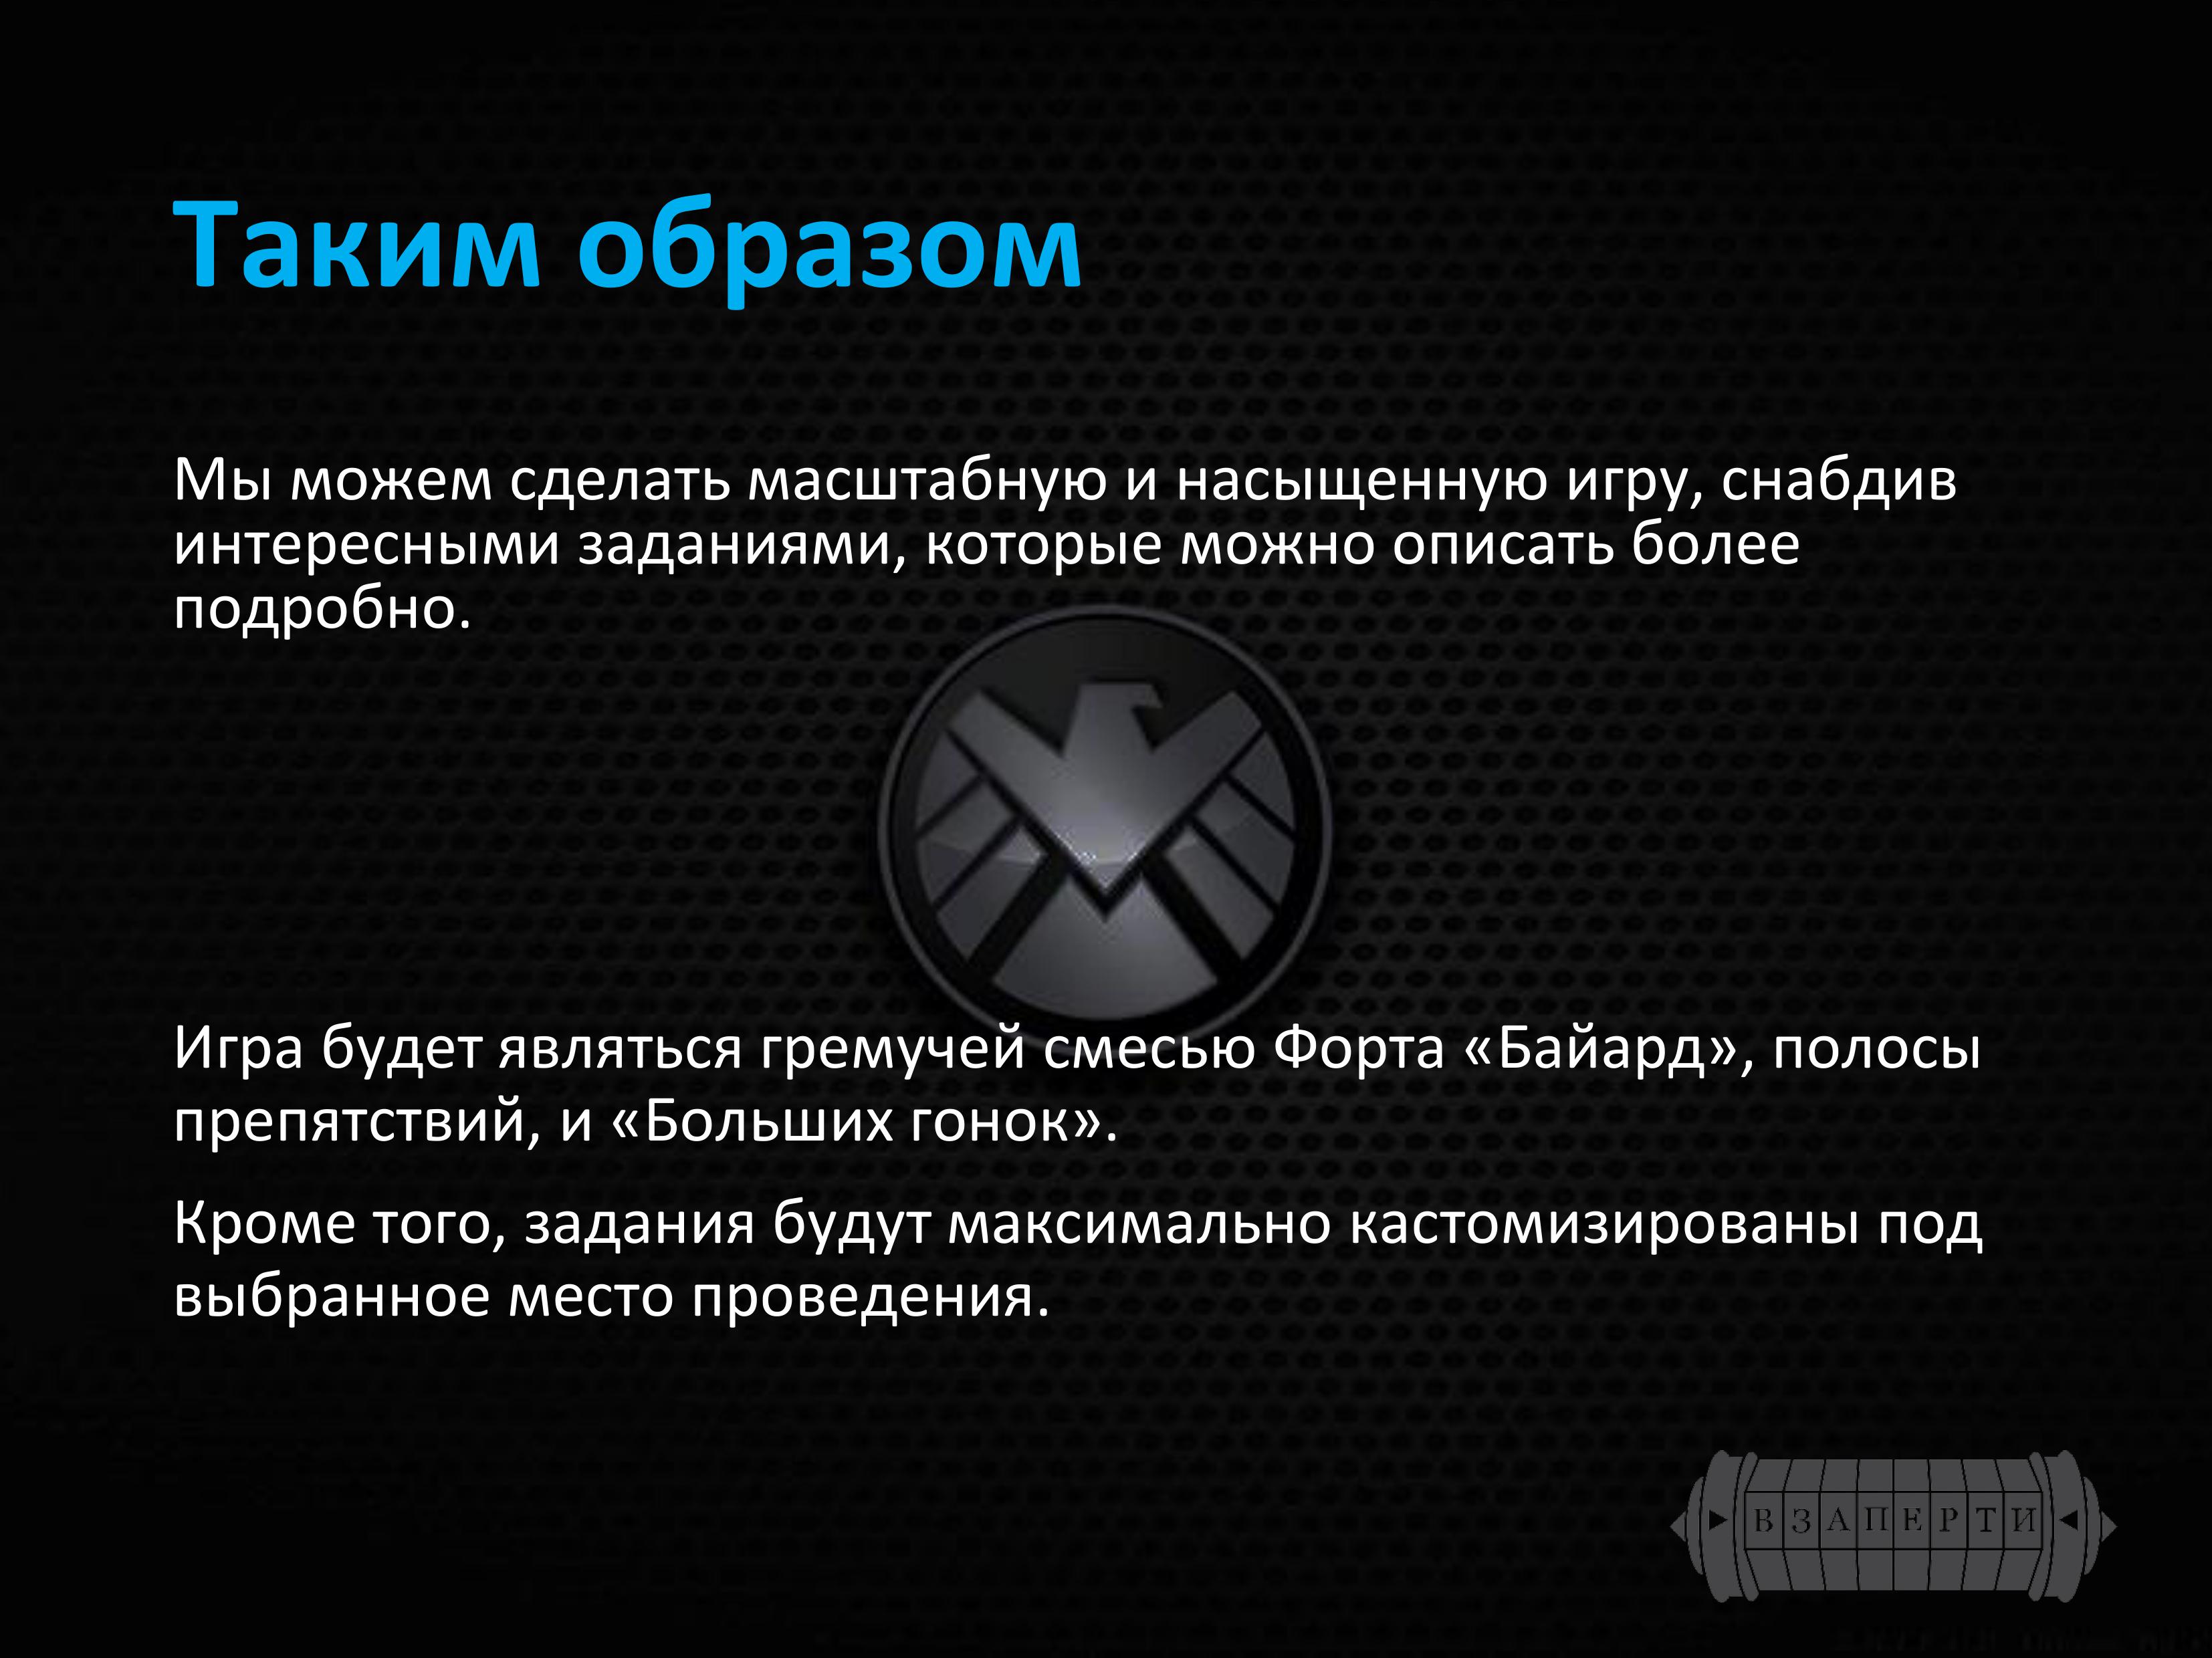 Таким образом
Мы можем сделать масштабную и насыщенную игру, снабдив
интересными заданиями, которые можно описать более
подробно.
Игра будет являться гремучей смесью Форта «Байард», полосы
препятствий, и «Больших гонок».
Кроме того, задания будут максимально кастомизированы под
выбранное место проведения.
ВЗАПЕРТИ